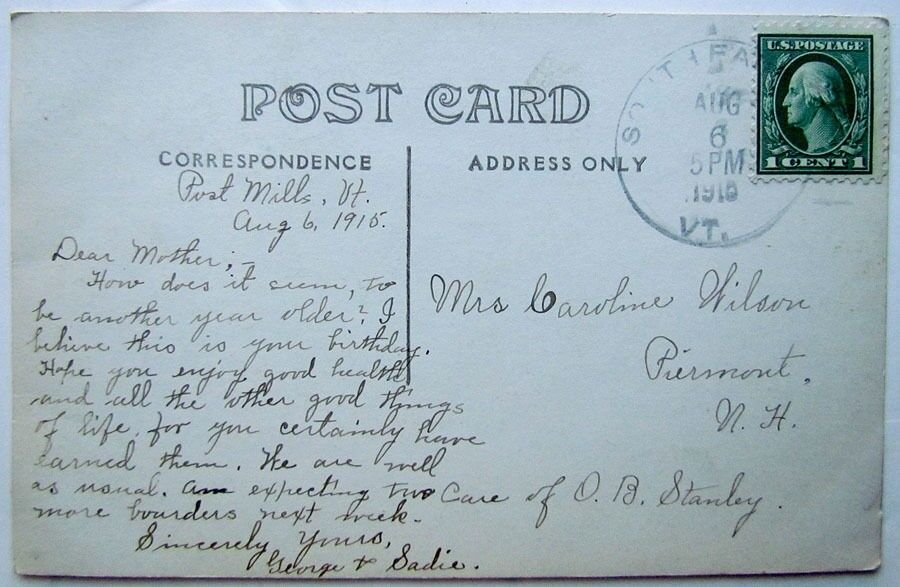 POST CARD
CORRESPONDENCE
ADDRESS ONLY
U.S. POSTAGE
1 CENT 1
SOUTH FA
AUG
6
5 PM
VT.
Post Mills, Vt.
Aug 6, 1915.
Dear Mother;-
How does it seem, to
be another year older? I
believe this is your birthday.
Hope you enjoy good health
and all the other good things
of life, for you certainly have
earned them. We are well
as usual. am expecting two
more boarders next week.
Sincerely Yours,
George & Sadie.
Mrs Caroline Wilson
Piermont,
N. H.
Care of O. B. Stanley.